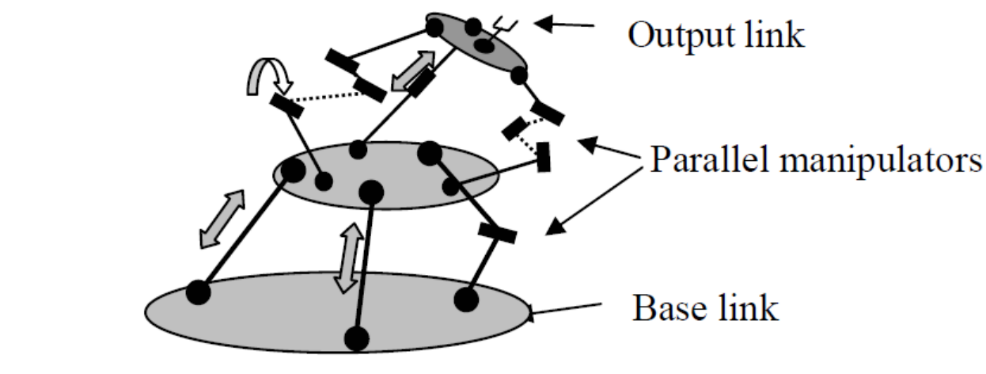 Output link
Parallel manipulators
Base link